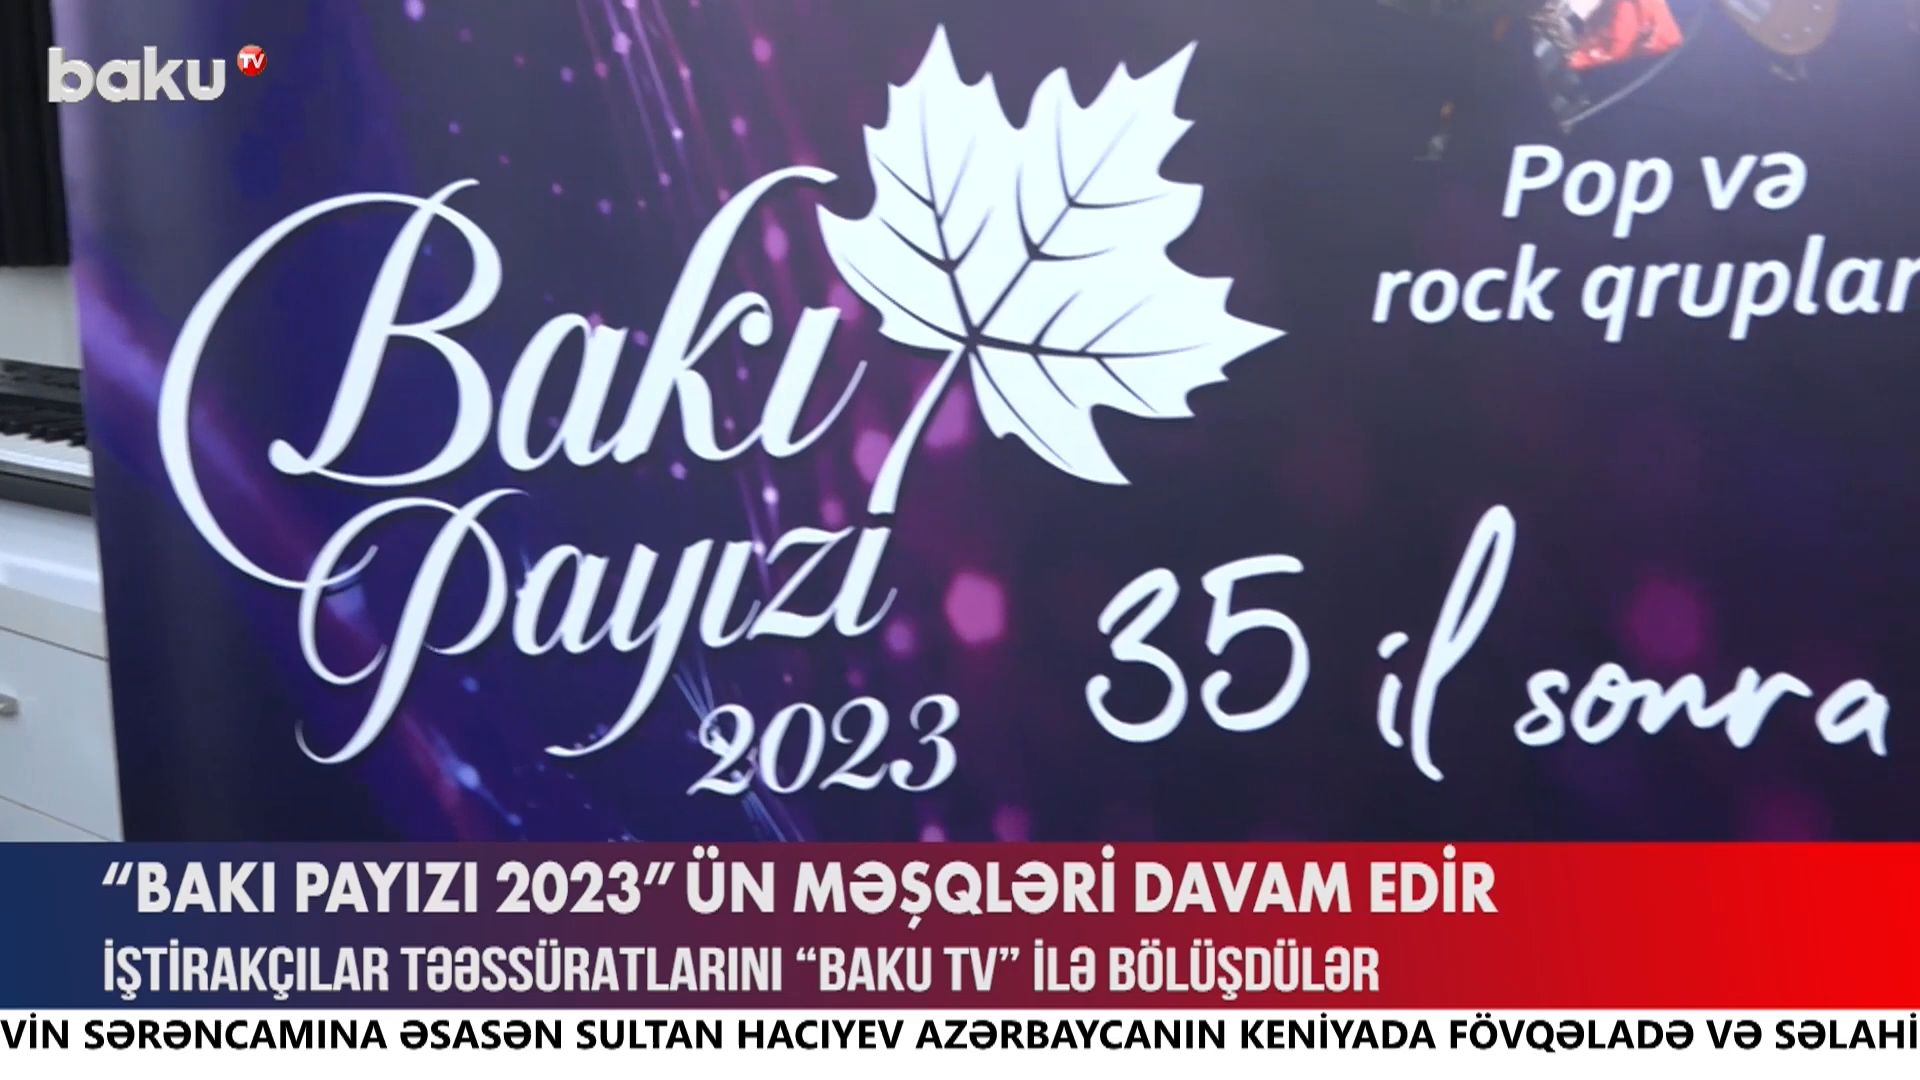 baku TV
Bakı
Payızı
2023
Pop və
rock qruplar
35 il sonra
“BAKI PAYIZI 2023” ÜN MƏŞQLƏRİ DAVAM EDİR
İŞTİRAKÇILAR TƏƏSSÜRATLARINI “BAKU TV” İLƏ BÖLÜŞDÜLƏR
VİN SƏRƏNCAMINA ƏSASƏN SULTAN HACIYEV AZƏRBAYCANIN KENİYADA FÖVQƏLADƏ VƏ SƏLAHİ